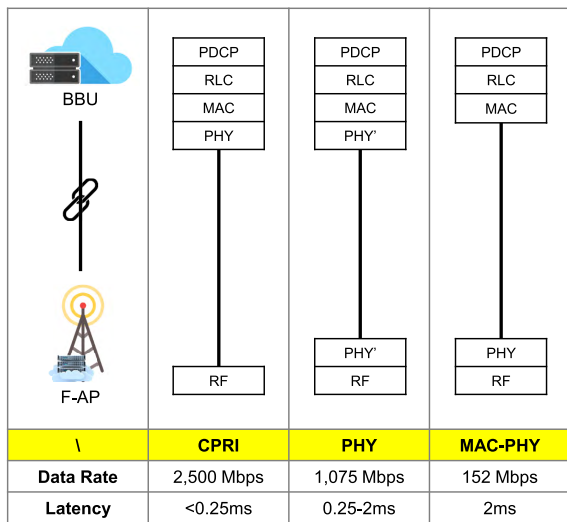 BBU
F-AP
PDCP
RLC
MAC
PHY
RF
PDCP
RLC
MAC
PHY’
PHY’
RF
PDCP
RLC
MAC
PHY
RF
\ CPRI PHY MAC-PHY
Data Rate 2,500 Mbps 1,075 Mbps 152 Mbps
Latency <0.25ms 0.25-2ms 2ms